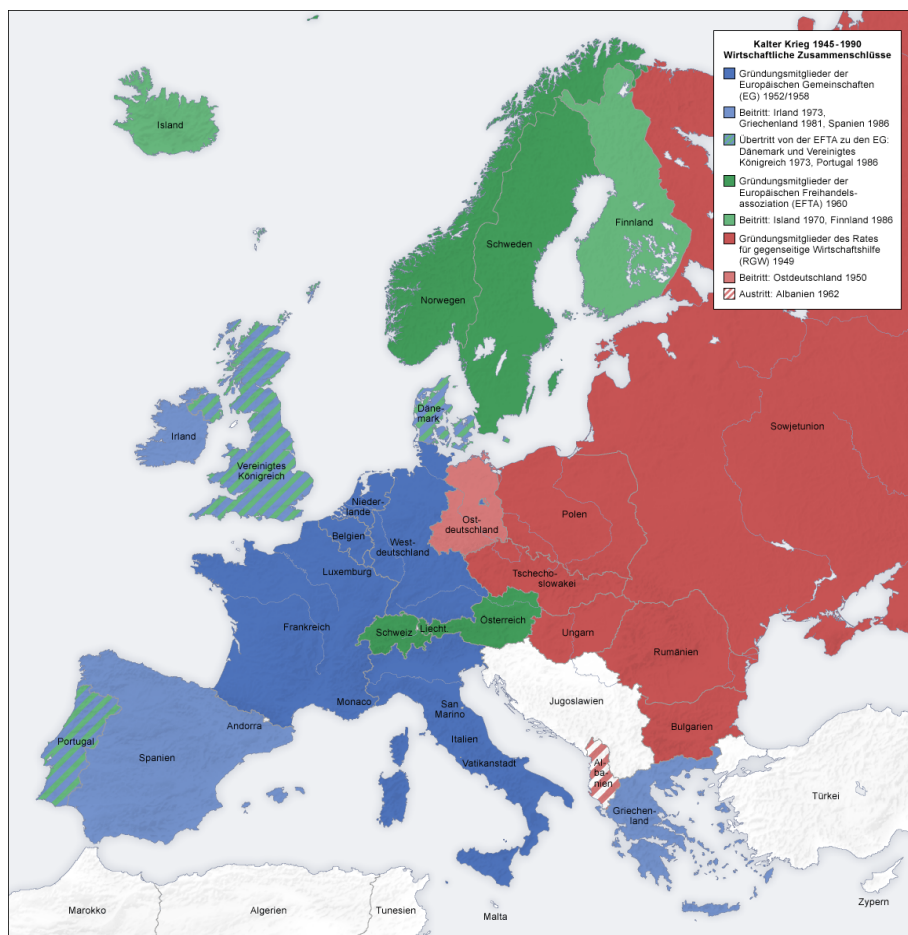 Kalter Krieg 1945-1990
Wirtschaftliche Zusammenschlüsse
Gründungsmitglieder der
Europäischen Gemeinschaften
(EG) 1952/1958
Beitritt: Irland 1973,
Griechenland 1981, Spanien 1986
Übertritt von der EFTA zu den EG:
Dänemark und Vereinigtes
Königreich 1973, Portugal 1986
Gründungsmitglieder der
Europäischen Freihandels-
assoziation (EFTA) 1960
Beitritt: Island 1970, Finnland 1986
Gründungsmitglieder des Rates
für gegenseitige Wirtschaftshilfe
(RGW) 1949
Beitritt: Ostdeutschland 1950
Austritt: Albanien 1962
Island
Finnland
Schweden
Norwegen
Däne-
mark
Irland
Vereinigtes
Königreich
Sowjetunion
Nieder-
lande
Belgien
West-
deutschland
Ost-
deutschland
Polen
Luxemburg
Tschecho-
slowakei
Frankreich
Schweiz
Liecht.
Österreich
Ungarn
Rumänien
Monaco
San
Marino
Jugoslawien
Andorra
Bulgarien
Portugal
Spanien
Italien
Vatikanstadt
Al-
ba-
nien
Griechen-
land
Türkei
Marokko
Algerien
Tunesien
Malta
Zypern